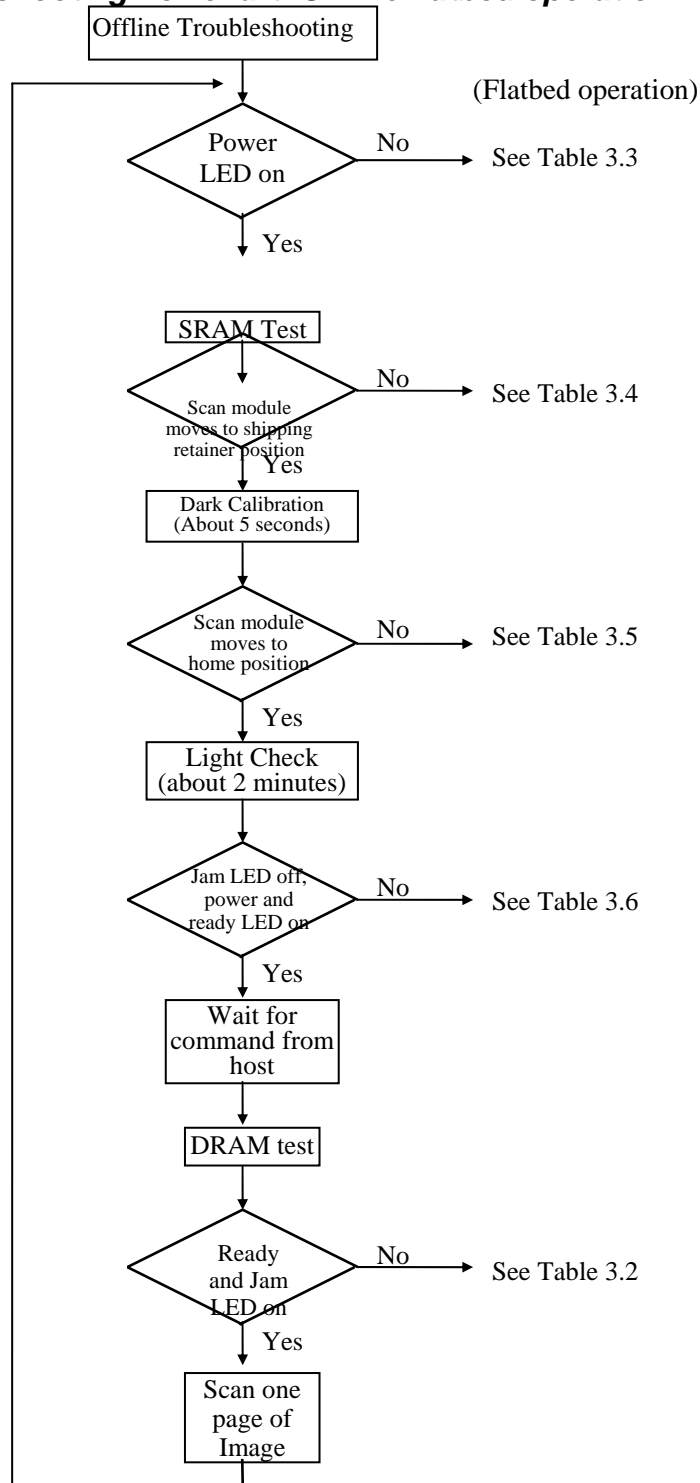 Offline Troubleshooting
(Flatbed operation)
Power
LED on
No
See Table 3.3
Yes
SRAM Test
No
See Table 3.4
Scan module
moves to shipping
retainer position
Yes
Dark Calibration
(About 5 seconds)
Scan module
moves to
home position
No
See Table 3.5
Yes
Light Check
(about 2 minutes)
Jam LED off,
power and
ready LED on
No
See Table 3.6
Yes
Wait for
command from
host
DRAM test
Ready
and Jam
LED on
No
See Table 3.2
Yes
Scan one
page of
Image